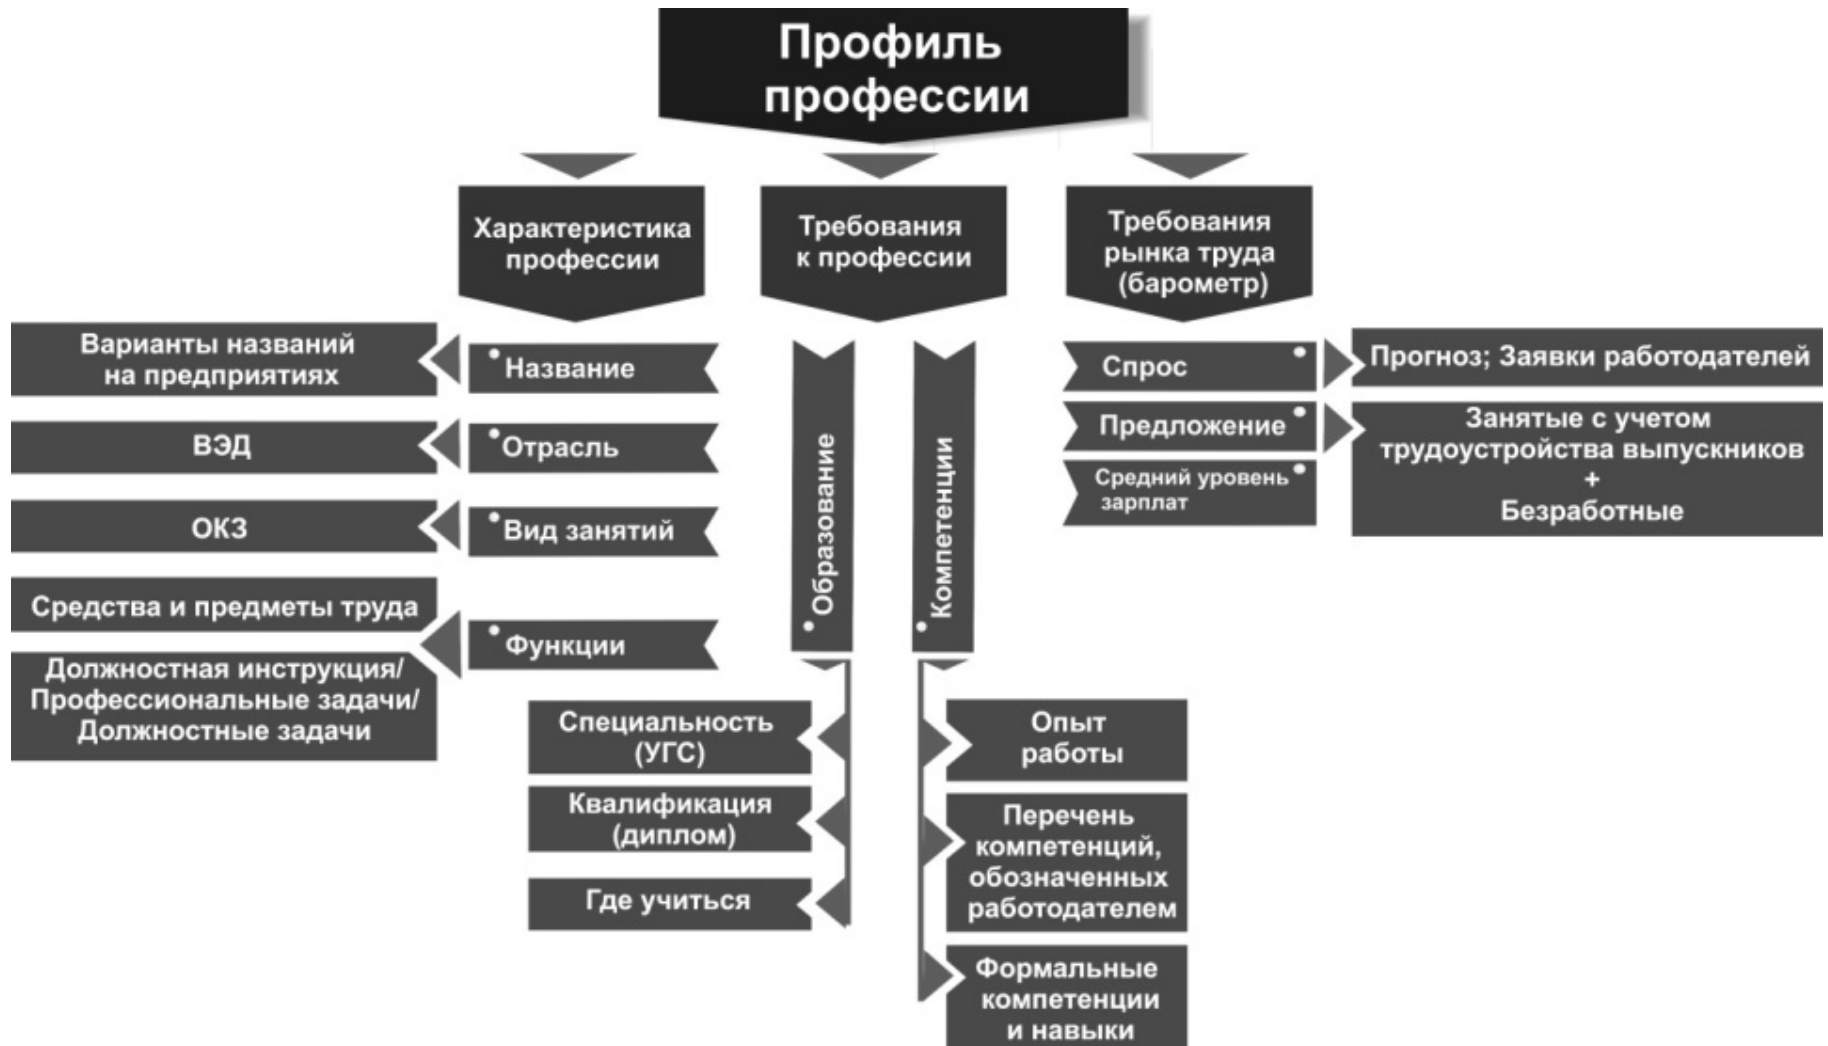 Профиль
профессии
Характеристика
профессии
Требования
к профессии
Требования
рынка труда
(барометр)
Варианты названий
на предприятиях
Название
ВЭД
Отрасль
ОКЗ
Вид занятий
Средства и предметы труда
Должностная инструкция/
Профессиональные задачи/
Должностные задачи
Функции
Образование
Специальность
(УГС)
Квалификация
(диплом)
Где учиться
Компетенции
Опыт
работы
Перечень
компетенций,
обозначенных
работодателем
Формальные
компетенции
и навыки
Спрос
Прогноз; Заявки работодателей
Предложение
Занятые с учетом
трудоустройства выпускников
+
Безработные
Средний уровень
зарплат